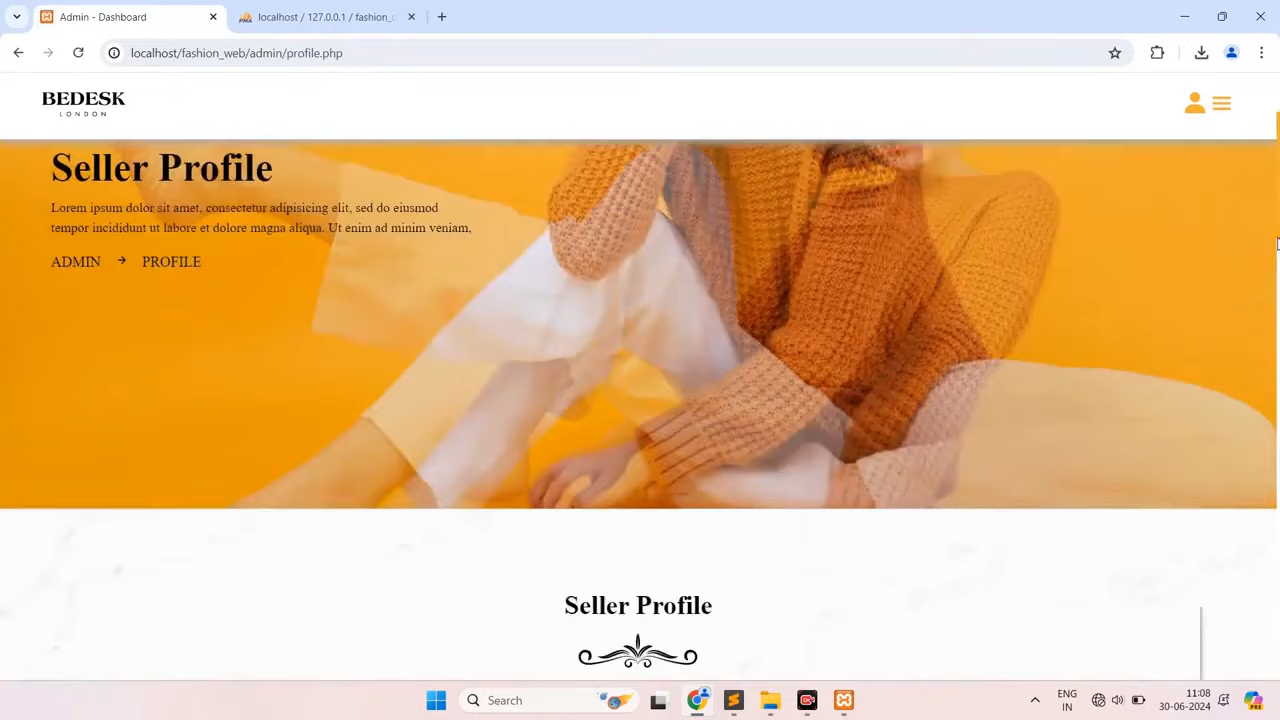 Admin - Dashboard
localhost / 127.0.0.1 / fashion_
localhost/fashion_web/admin/profile.php
BEDESK
LONDON
Seller Profile
Lorem ipsum dolor sit amet, consectetur adipisicing elit, sed do eiusmod
tempor incididunt ut labore et dolore magna aliqua. Ut enim ad minim veniam,
ADMIN → PROFILE
Seller Profile
Search
ENG
IN
11:08
30-06-2024
PRE